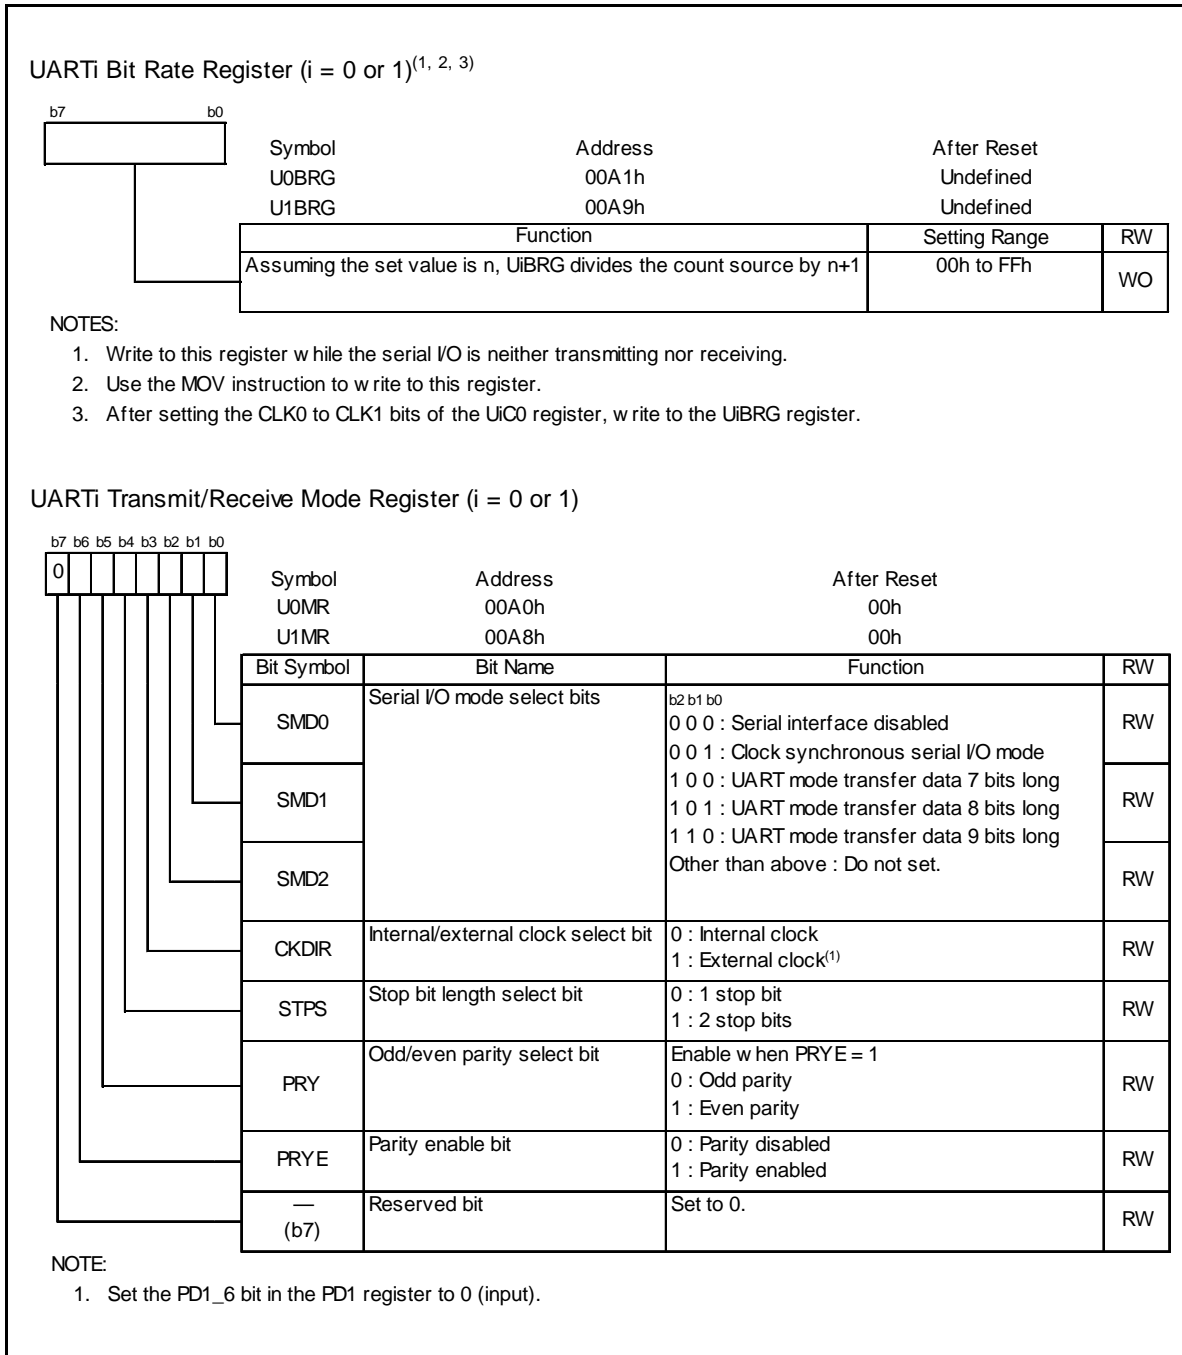 UARTi Bit Rate Register (i = 0 or 1)(1, 2, 3)
b7 b0
Symbol Address After Reset
U0BRG 00A1h Undefined
U1BRG 00A9h Undefined
Function Setting Range RW
Assuming the set value is n, UiBRG divides the count source by n+1 00h to FFh WO
NOTES:
1. Write to this register while the serial I/O is neither transmitting nor receiving.
2. Use the MOV instruction to write to this register.
3. After setting the CLK0 to CLK1 bits of the UiC0 register, write to the UiBRG register.
UARTi Transmit/Receive Mode Register (i = 0 or 1)
b7 b6 b5 b4 b3 b2 b1 b0
0
Symbol Address After Reset
U0MR 00A0h 00h
U1MR 00A8h 00h
Bit Symbol Bit Name Function RW
SMD0 Serial I/O mode select bits b2 b1 b0 RW
0 0 0 : Serial interface disabled
0 0 1 : Clock synchronous serial I/O mode
SMD1 1 0 0 : UART mode transfer data 7 bits long RW
1 0 1 : UART mode transfer data 8 bits long
1 1 0 : UART mode transfer data 9 bits long
SMD2 Other than above : Do not set. RW
CKDIR Internal/external clock select bit 0 : Internal clock RW
1 : External clock(1)
STPS Stop bit length select bit 0 : 1 stop bit RW
1 : 2 stop bits
PRY Odd/even parity select bit Enable when PRYE = 1 RW
0 : Odd parity
1 : Even parity
PRYE Parity enable bit 0 : Parity disabled RW
1 : Parity enabled
— Reserved bit Set to 0. RW
(b7)
NOTE:
1. Set the PD1_6 bit in the PD1 register to 0 (input).